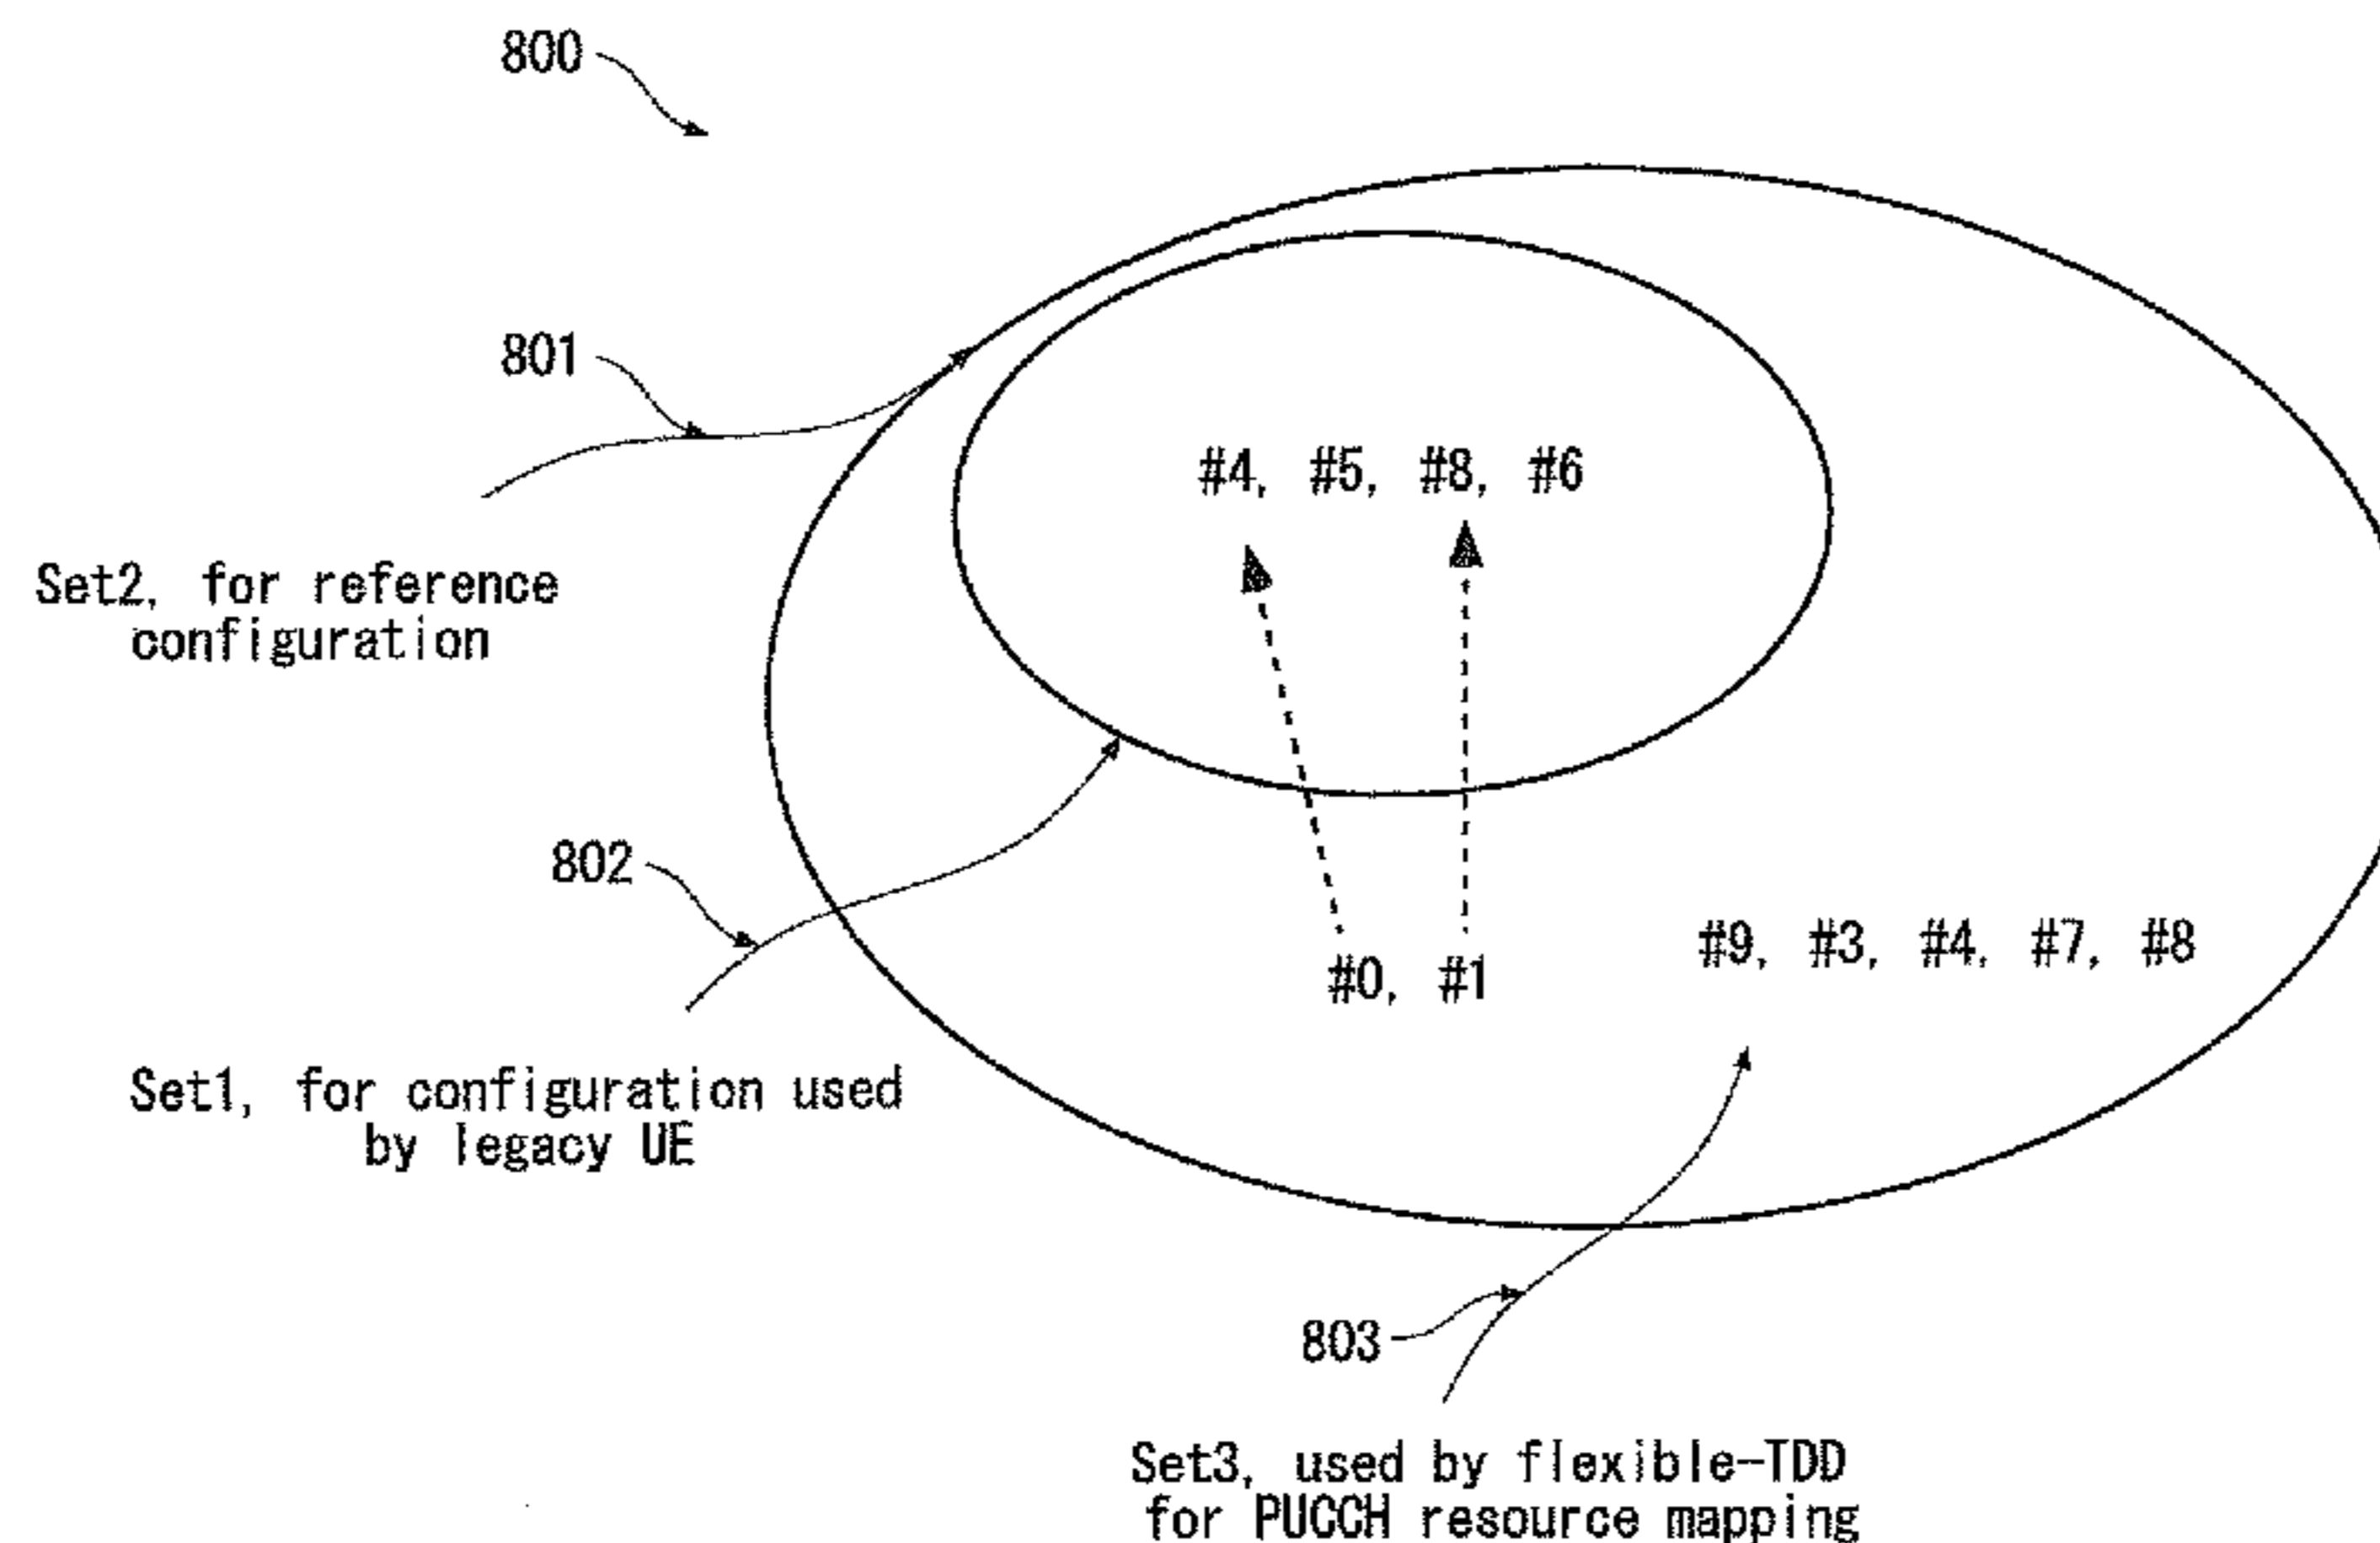 800
801
#4, #5, #8, #6
Set2, for reference
configuration
802
#9, #3, #4, #7, #8
#0, #1
Set1, for configuration used
by legacy UE
803
Set3, used by flexible-TDD
for PUCCH resource mapping